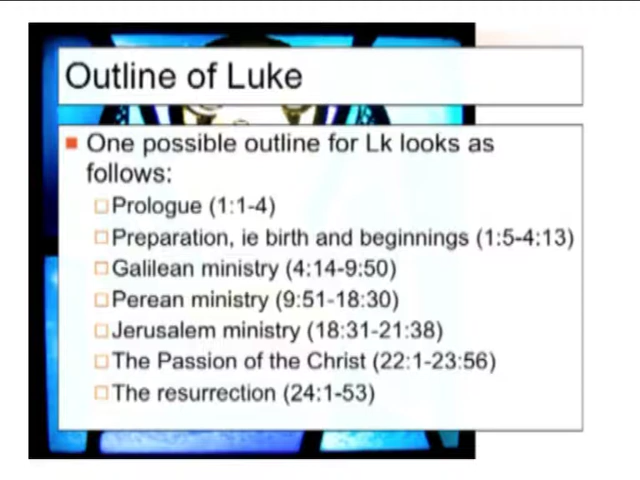 Outline of Luke
One possible outline for Lk looks as
follows:
Prologue (1:1-4)
Preparation, ie birth and beginnings (1:5-4:13)
Galilean ministry (4:14-9:50)
Perean ministry (9:51-18:30)
Jerusalem ministry (18:31-21:38)
The Passion of the Christ (22:1-23:56)
The resurrection (24:1-53)